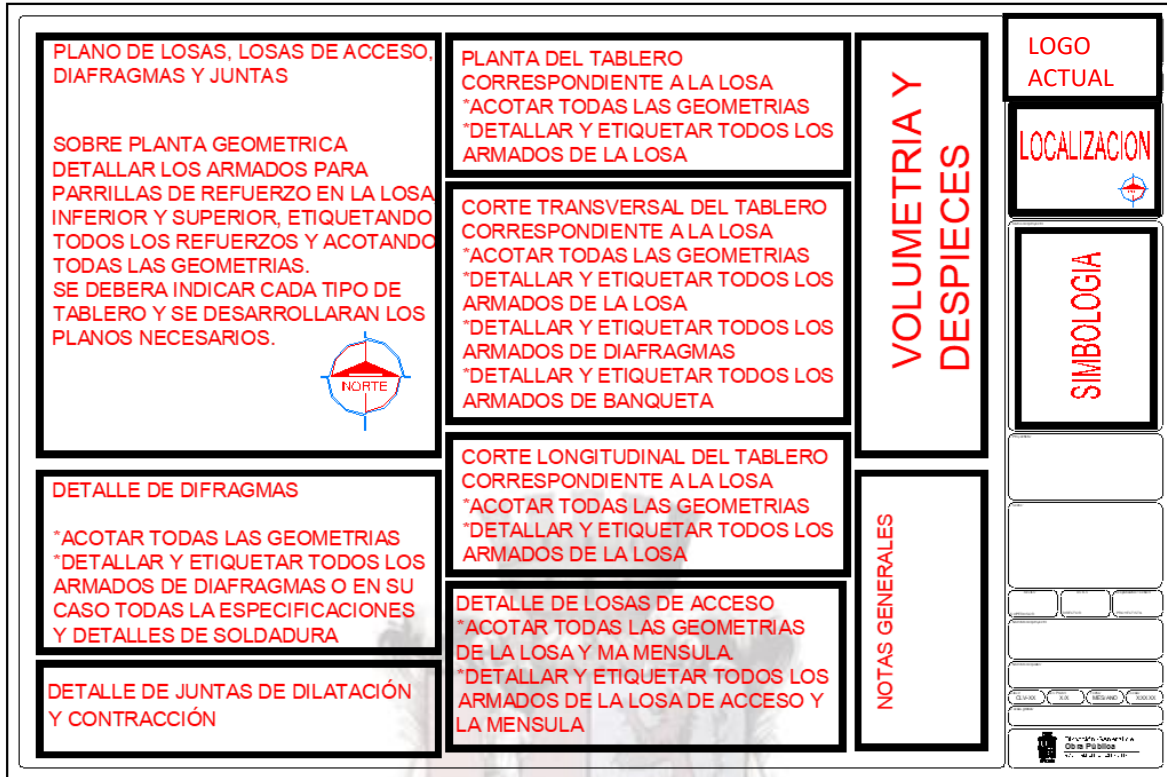 PLANO DE LOSAS, LOSAS DE ACCESO,
DIAFRAGMAS Y JUNTAS
SOBRE PLANTA GEOMETRICA
DETALLAR LOS ARMADOS PARA
PARRILLAS DE REFUERZO EN LA LOSA
INFERIOR Y SUPERIOR, ETIQUETANDO
TODOS LOS REFUERZOS Y ACOTANDO
TODAS LAS GEOMETRIAS.
SE DEBERA INDICAR CADA TIPO DE
TABLERO Y SE DESARROLLARAN LOS
PLANOS NECESARIOS.
NORTE
DETALLE DE DIFRAGMAS
*ACOTAR TODAS LAS GEOMETRIAS
*DETALLAR Y ETIQUETAR TODOS LOS
ARMADOS DE DIAFRAGMAS O EN SU
CASO TODAS LA ESPECIFICACIONES
Y DETALLES DE SOLDADURA
DETALLE DE JUNTAS DE DILATACIÓN
Y CONTRACCIÓN
PLANTA DEL TABLERO
CORRESPONDIENTE A LA LOSA
*ACOTAR TODAS LAS GEOMETRIAS
*DETALLAR Y ETIQUETAR TODOS LOS
ARMADOS DE LA LOSA
CORTE TRANSVERSAL DEL TABLERO
CORRESPONDIENTE A LA LOSA
*ACOTAR TODAS LAS GEOMETRIAS
*DETALLAR Y ETIQUETAR TODOS LOS
ARMADOS DE LA LOSA
*DETALLAR Y ETIQUETAR TODOS LOS
ARMADOS DE DIAFRAGMAS
*DETALLAR Y ETIQUETAR TODOS LOS
ARMADOS DE BANQUETA
CORTE LONGITUDINAL DEL TABLERO
CORRESPONDIENTE A LA LOSA
*ACOTAR TODAS LAS GEOMETRIAS
*DETALLAR Y ETIQUETAR TODOS LOS
ARMADOS DE LA LOSA
DETALLE DE LOSAS DE ACCESO
*ACOTAR TODAS LAS GEOMETRIAS
DE LA LOSA Y MA MENSULA
*DETALLAR Y ETIQUETAR TODOS LOS
ARMADOS DE LA LOSA DE ACCESO Y
LA MENSULA
VOLUMETRIA Y
DESPIECES
NOTAS GENERALES
LOGO
ACTUAL
LOCALIZACION
SIMBOLOGIA
CLV-XX
X/X
MES/ANO
XXXXX
Dirección General de
Obra Pública